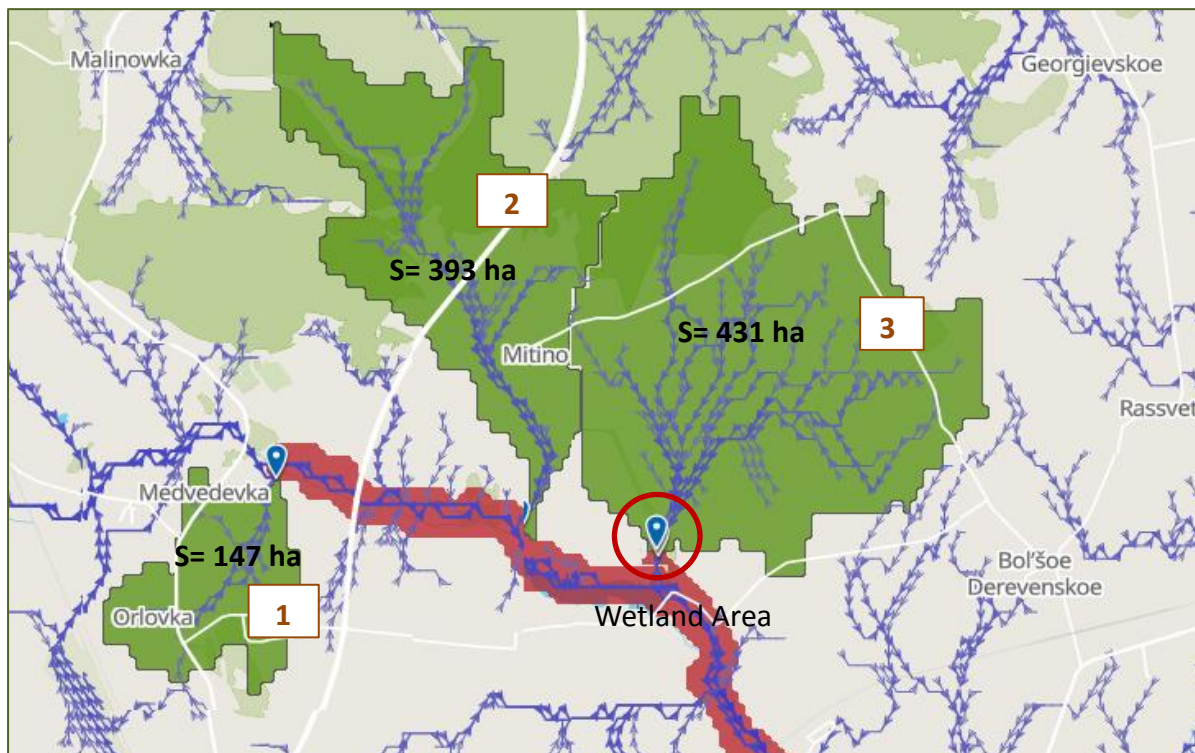 Malinowka
Georgievskoe
2
S= 393 ha
3
S= 431 ha
Mitino
Rassvet
Medvedevka
S= 147 ha
Bol'šoe
Derevenskoe
1
Orlovka
Wetland Area